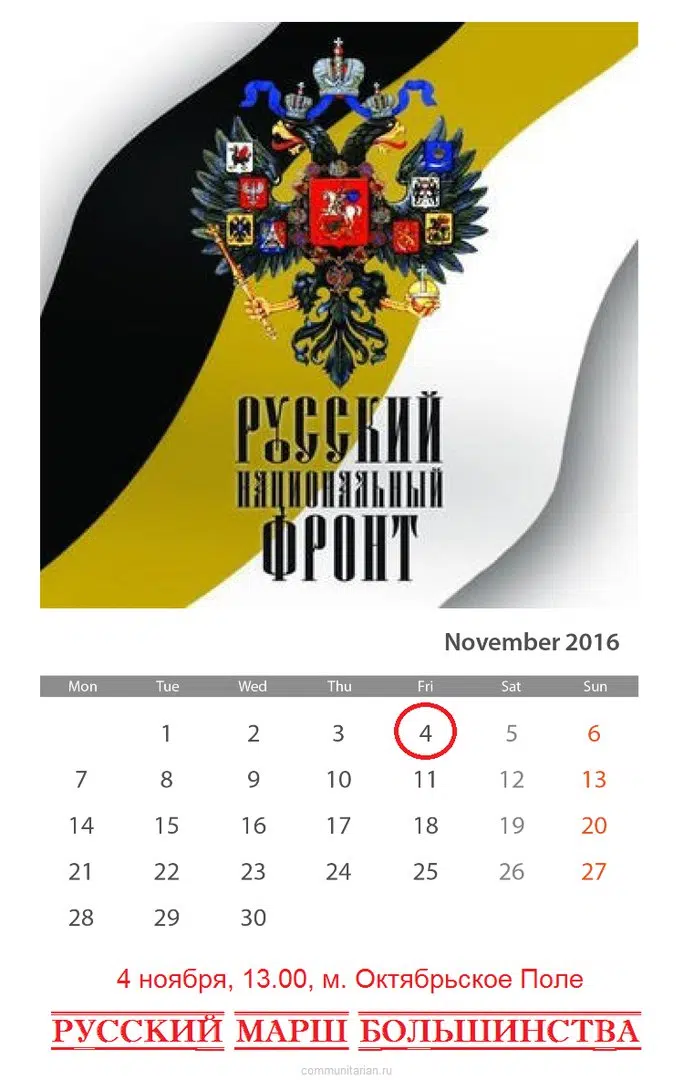 РУССКИЙ
НАЦИОНАЛЬНЫЙ
ФРОНТ
November 2016
Mon Tue Wed Thu Fri Sat Sun
1 2 3 4 5 6
7 8 9 10 11 12 13
14 15 16 17 18 19 20
21 22 23 24 25 26 27
28 29 30
4 ноября, 13.00, м. Октябрьское Поле
РУССКИЙ МАРШ БОЛЬШИНСТВА
communitarian.ru